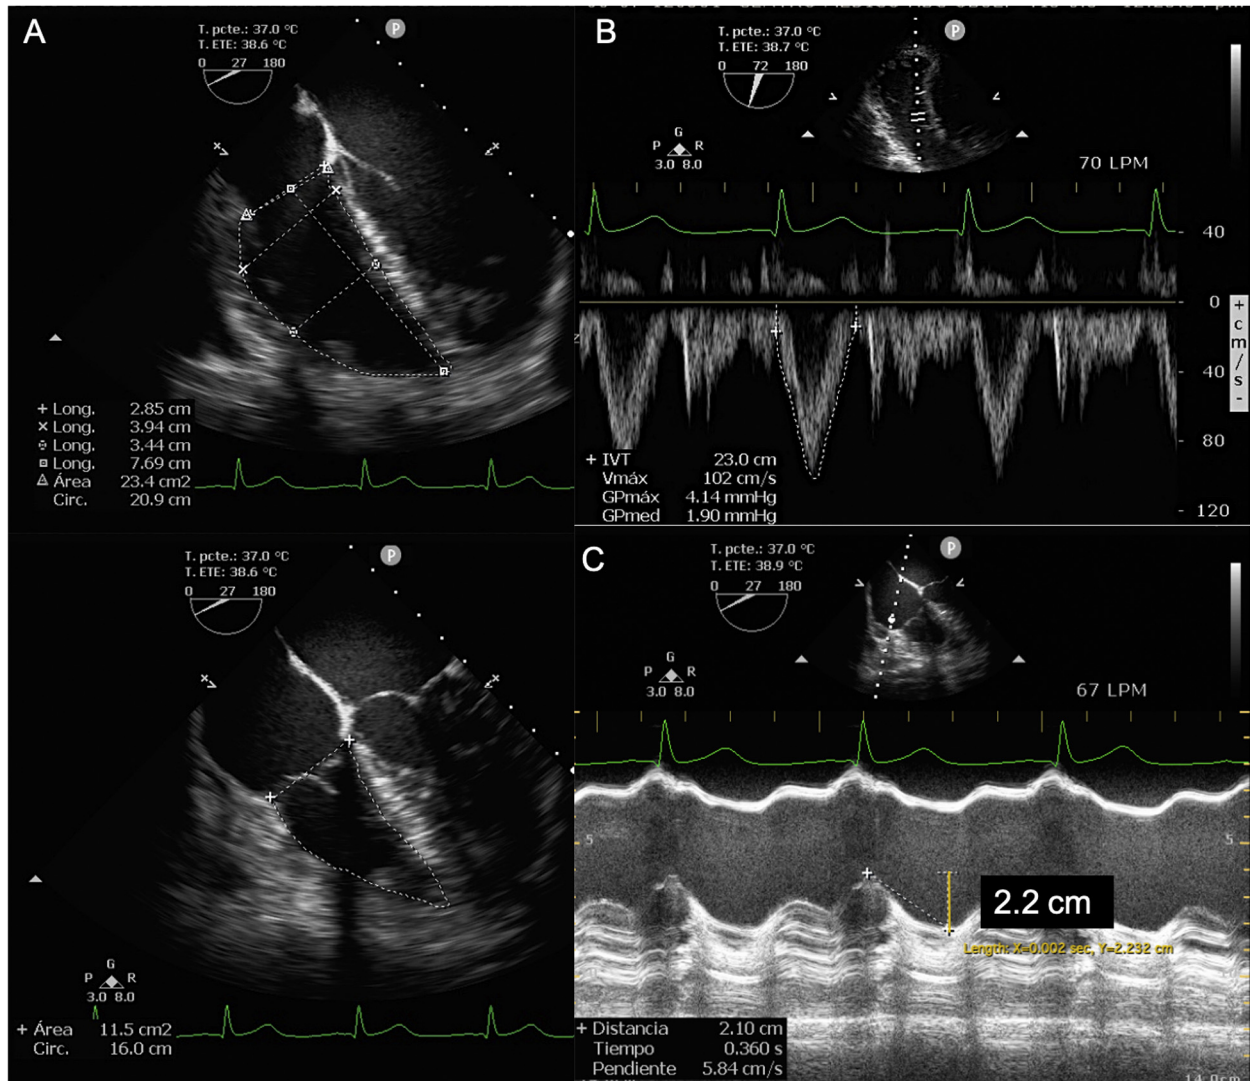 A
T. pcte.: 37.0 °C
T. ETE: 38.6 °C
0 27 180
P
+ Long. 2.85 cm
× Long. 3.94 cm
Long. 3.44 cm
Long. 7.69 cm
Área 23.4 cm2
Circ. 20.9 cm
B
T. pcte.: 37.0 °C
T. ETE: 38.7 °C
0 72 180
P
G
P R
3.0 8.0
70 LPM
40
0
+cm/s-
40
80
120
+ IVT 23.0 cm
Vmáx 102 cm/s
GPmáx 4.14 mmHg
GPmed 1.90 mmHg
T. pcte.: 37.0 °C
T. ETE: 38.6 °C
0 27 180
P
G
P R
3.0 8.0
+ Área 11.5 cm2
Circ. 16.0 cm
C
T. pcte.: 37.0 °C
T. ETE: 38.9 °C
0 27 180
P
G
P R
3.0 8.0
67 LPM
5 5
2.2 cm
Length: X=0.002 sec, Y=2.232 cm
+ Distancia 2.10 cm
Tiempo 0.360 s
Pendiente 5.84 cm/s